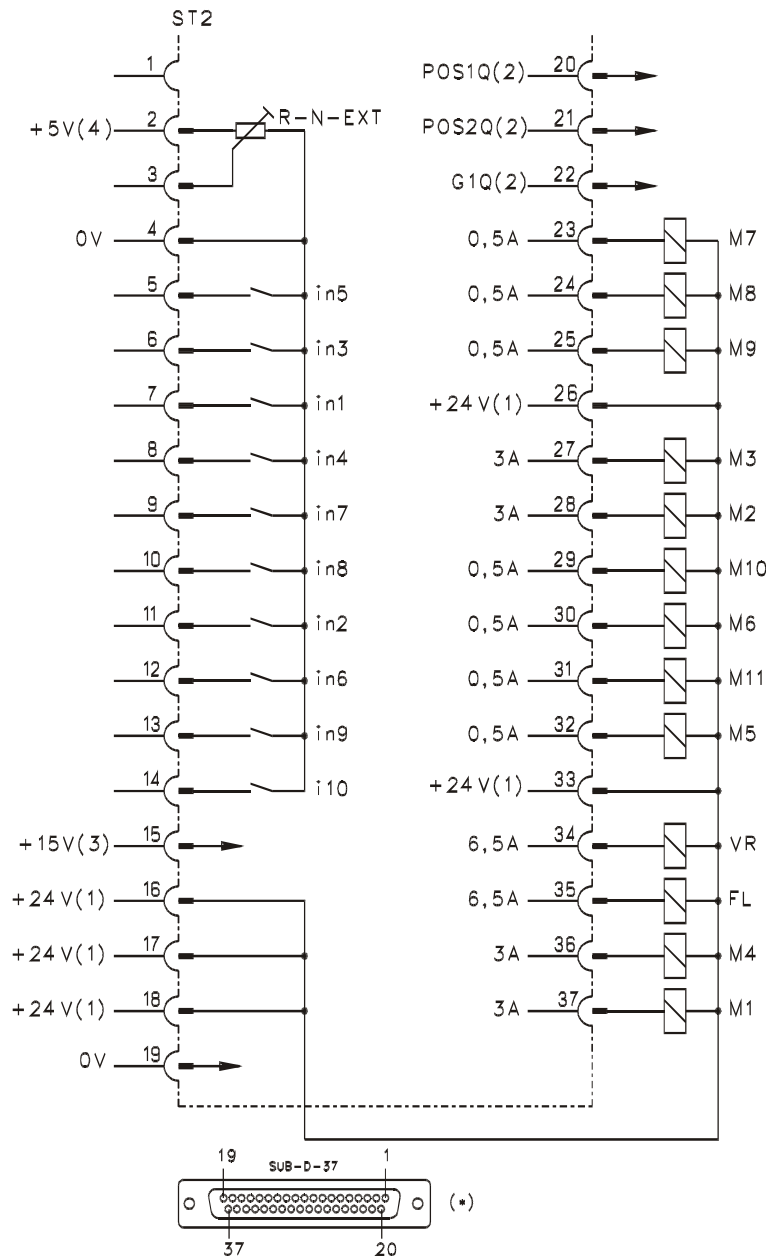 ST2
1
+5V(4) 2 R-N-EXT
3
0V 4
5 in5
6 in3
7 in1
8 in4
9 in7
10 in8
11 in2
12 in6
13 in9
14 i10
+15V(3) 15
+24V(1) 16
+24V(1) 17
+24V(1) 18
0V 19
POS1Q(2) 20
POS2Q(2) 21
G1Q(2) 22
0,5A 23 M7
0,5A 24 M8
0,5A 25 M9
+24V(1) 26
3A 27 M3
3A 28 M2
0,5A 29 M10
0,5A 30 M6
0,5A 31 M11
0,5A 32 M5
+24V(1) 33
6,5A 34 VR
6,5A 35 FL
3A 36 M4
3A 37 M1
19 SUB-D-37 1
(*)
37 20